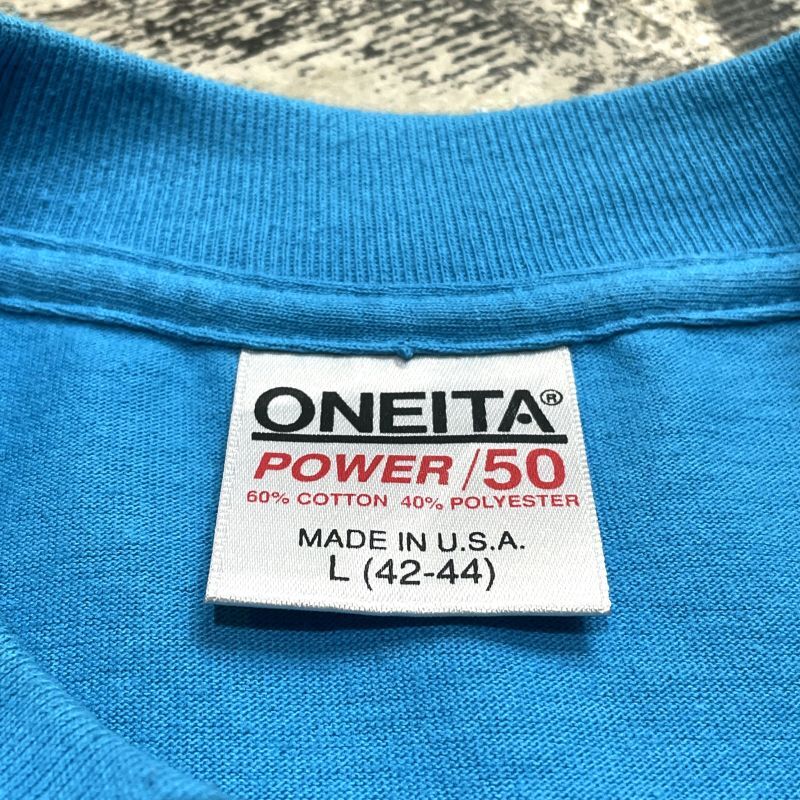 ONEITA®
POWER/50
60% COTTON 40% POLYESTER
MADE IN U.S.A.
L (42-44)